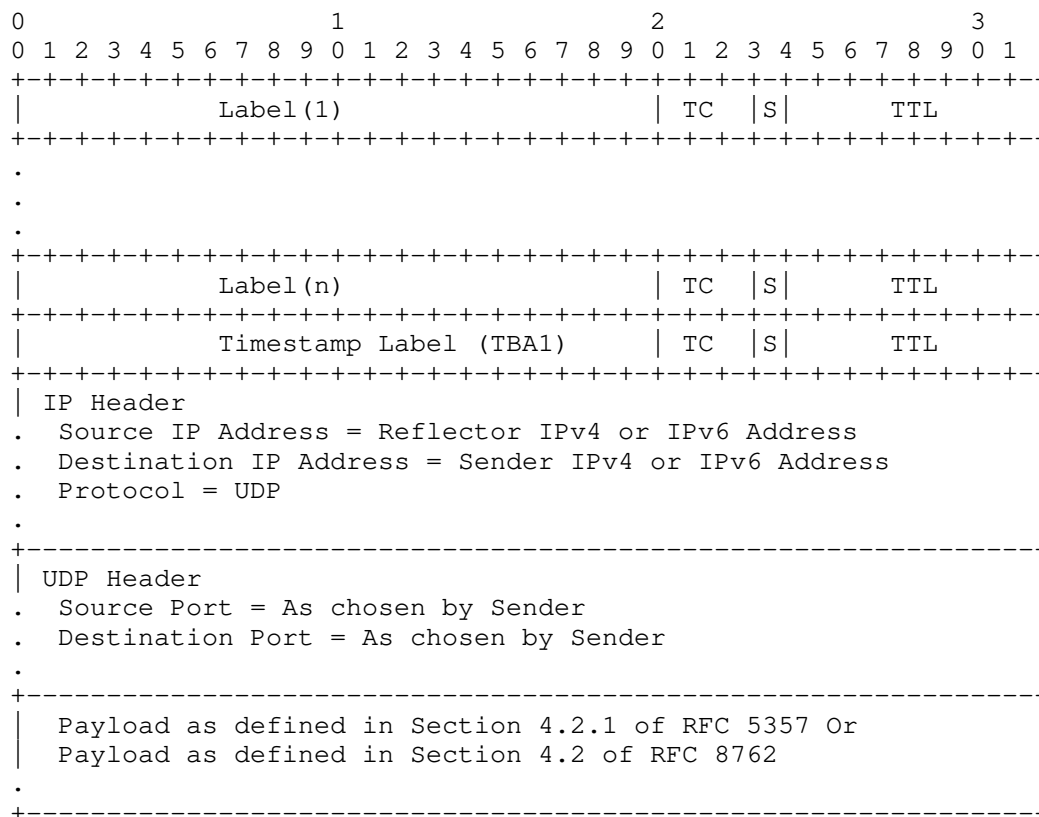 0                   1                   2                   3
0 1 2 3 4 5 6 7 8 9 0 1 2 3 4 5 6 7 8 9 0 1 2 3 4 5 6 7 8 9 0 1
+-+-+-+-+-+-+-+-+-+-+-+-+-+-+-+-+-+-+-+-+-+-+-+-+-+-+-+-+-+-+-+-+-
|            Label(1)                   | TC  |S|      TTL
+-+-+-+-+-+-+-+-+-+-+-+-+-+-+-+-+-+-+-+-+-+-+-+-+-+-+-+-+-+-+-+-+-
.
.
.
+-+-+-+-+-+-+-+-+-+-+-+-+-+-+-+-+-+-+-+-+-+-+-+-+-+-+-+-+-+-+-+-+-
|            Label(n)                   | TC  |S|      TTL
+-+-+-+-+-+-+-+-+-+-+-+-+-+-+-+-+-+-+-+-+-+-+-+-+-+-+-+-+-+-+-+-+-
|            Timestamp Label (TBA1)     | TC  |S|      TTL
+-+-+-+-+-+-+-+-+-+-+-+-+-+-+-+-+-+-+-+-+-+-+-+-+-+-+-+-+-+-+-+-+-
| IP Header
.  Source IP Address = Reflector IPv4 or IPv6 Address
.  Destination IP Address = Sender IPv4 or IPv6 Address
.  Protocol = UDP
.
+----------------------------------------------------------------
| UDP Header
.  Source Port = As chosen by Sender
.  Destination Port = As chosen by Sender
.
+----------------------------------------------------------------
|  Payload as defined in Section 4.2.1 of RFC 5357 Or
|  Payload as defined in Section 4.2 of RFC 8762
.
+----------------------------------------------------------------